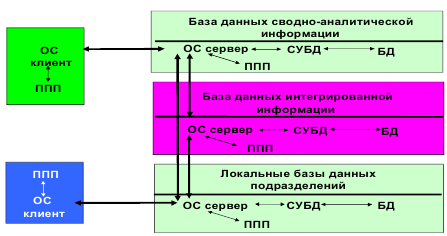 База данных сводно-аналитической
информации
ОС сервер СУБД БД
ППП
ОС
клиент
ППП
База данных интегрированной
информации
ОС сервер СУБД БД
ППП
ППП
ОС
клиент
Локальные базы данных
подразделений
ОС сервер СУБД БД
ППП